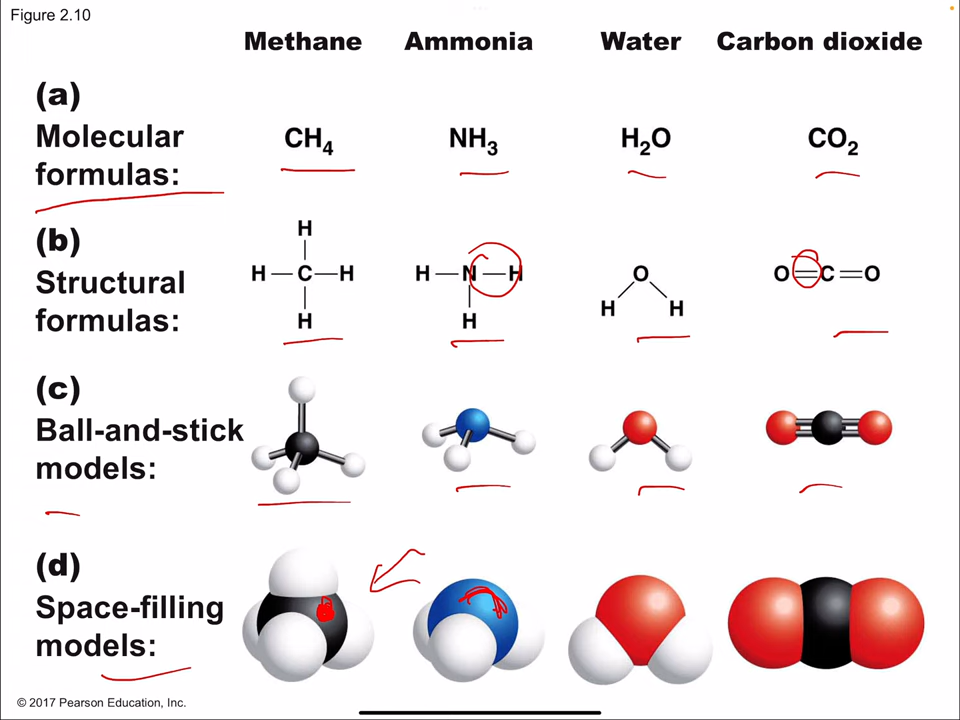 Figure 2.10
Methane Ammonia Water Carbon dioxide
(a)
Molecular
formulas:
CH₄ NH₃ H₂O CO₂
(b)
Structural
formulas:
H
H — C — H H — N — H O O = C = O
H H
H H
(c)
Ball-and-stick
models:
(d)
Space-filling
models:
© 2017 Pearson Education, Inc.